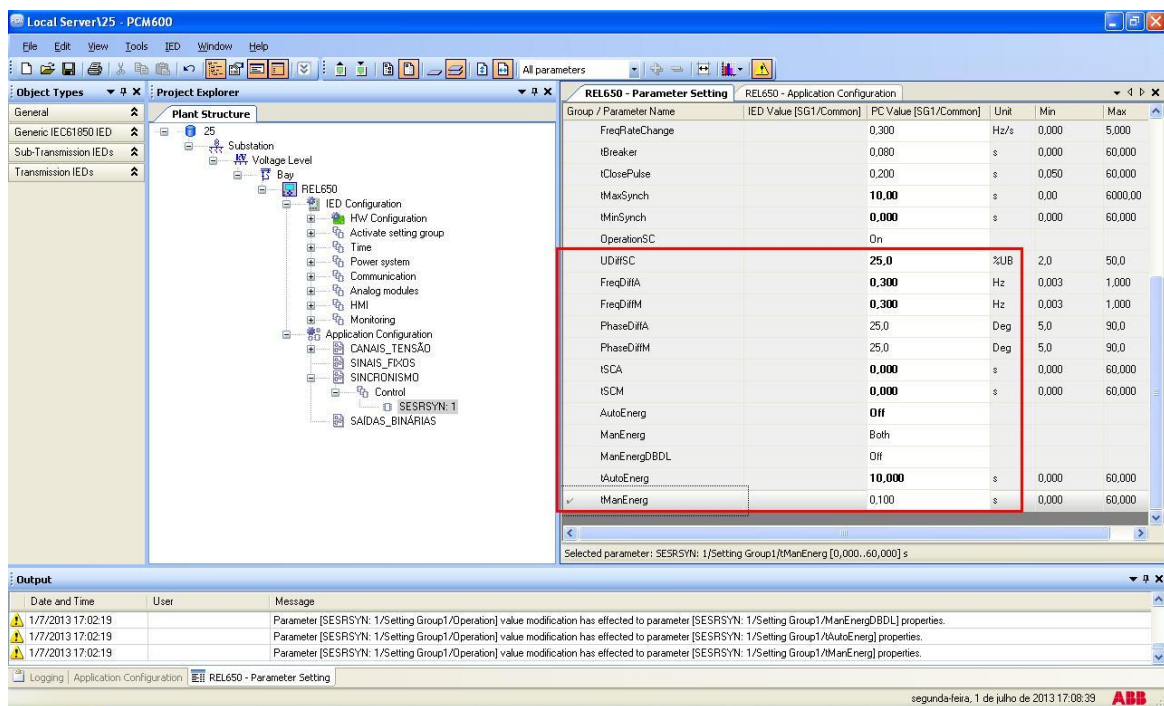 Local Server\25 - PCM600
File Edit View Tools IED Window Help
All parameters
Object Types
General
Generic IEC61850 IED
Sub-Transmission IEDs
Transmission IEDs
Project Explorer
Plant Structure
25
Substation
Voltage Level
Bay
REL650
IED Configuration
HW Configuration
Activate setting group
Time
Power system
Communication
Analog modules
HMI
Monitoring
Application Configuration
CANAIS_TENSÃO
SINAIS_FIXOS
SINCRONISMO
Control
SESRSYN: 1
SAÍDAS_BINÁRIAS
REL650 - Parameter Setting REL650 - Application Configuration
Group / Parameter Name IED Value [SG1/Common] PC Value [SG1/Common] Unit Min Max
FreqRateChange 0,300 Hz/s 0,000 5,000
tBreaker 0,080 s 0,000 60,000
tClosePulse 0,200 s 0,050 60,000
tMaxSynch 10,00 s 0,00 6000,00
tMinSynch 0,000 s 0,000 60,000
OperationSC On
UDiffSC 25,0 %UB 2,0 50,0
FreqDiffA 0,300 Hz 0,003 1,000
FreqDiffM 0,300 Hz 0,003 1,000
PhaseDiffA 25,0 Deg 5,0 90,0
PhaseDiffM 25,0 Deg 5,0 90,0
tSCA 0,000 s 0,000 60,000
tSCM 0,000 s 0,000 60,000
AutoEnerg Off
ManEnerg Both
ManEnergDBDL Off
tAutoEnerg 10,000 s 0,000 60,000
tManEnerg 0,100 s 0,000 60,000
Selected parameter: SESRSYN: 1/Setting Group1/tManEnerg [0,000..60,000] s
Output
Date and Time User Message
1/7/2013 17:02:19 Parameter [SESRSYN: 1/Setting Group1/Operation] value modification has effected to parameter [SESRSYN: 1/Setting Group1/ManEnergDBDL] properties.
1/7/2013 17:02:19 Parameter [SESRSYN: 1/Setting Group1/Operation] value modification has effected to parameter [SESRSYN: 1/Setting Group1/tAutoEnerg] properties.
1/7/2013 17:02:19 Parameter [SESRSYN: 1/Setting Group1/Operation] value modification has effected to parameter [SESRSYN: 1/Setting Group1/tManEnerg] properties.
Logging Application Configuration REL650 - Parameter Setting
segunda-feira, 1 de julho de 2013 17:08:39 ABB